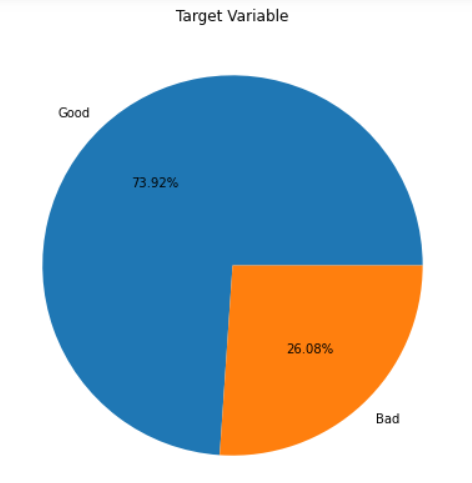 Target Variable
Good
73.92%
26.08%
Bad